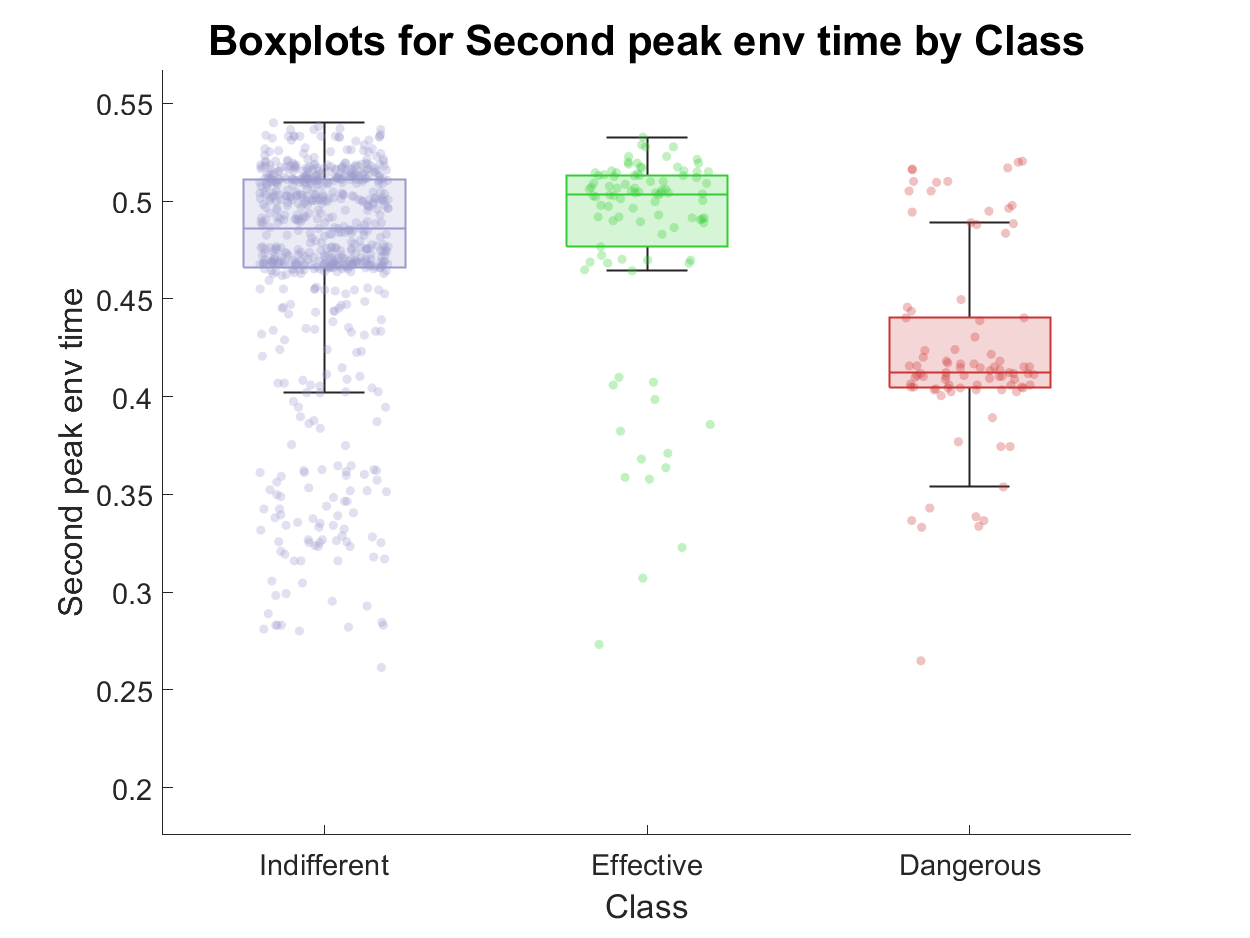 Boxplots for Second peak env time by Class
Second peak env time
0.55
0.5
0.45
0.4
0.35
0.3
0.25
0.2
Indifferent
Effective
Dangerous
Class